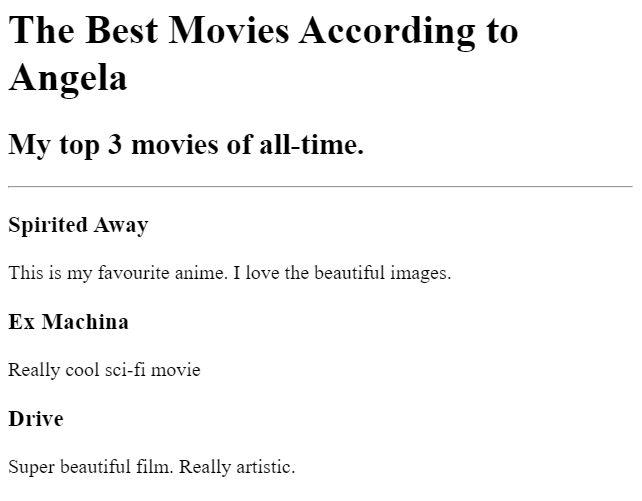 The Best Movies According to
Angela
My top 3 movies of all-time.
Spirited Away
This is my favourite anime. I love the beautiful images.
Ex Machina
Really cool sci-fi movie
Drive
Super beautiful film. Really artistic.